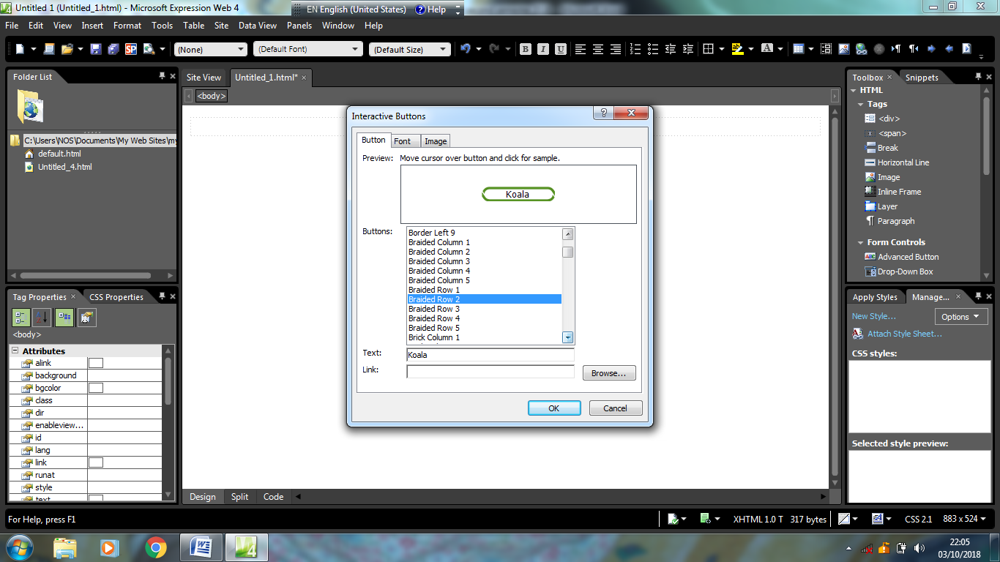 Untitled 1 (Untitled_1.html) - Microsoft Expression Web 4
EN English (United States) Help
File Edit View Insert Format Tools Table Site Data View Panels Window Help
SP (None) (Default Font) (Default Size) B I U ab A
Folder List
Site View Untitled_1.html*
Toolbox Snippets
<body>
C:\Users\NOS\Documents\My Web Sites\my
default.html
Untitled_4.html
HTML
Tags
<div>
<span>
Break
Horizontal Line
Image
Inline Frame
Layer
Paragraph
Form Controls
Advanced Button
Drop-Down Box
Interactive Buttons
Button Font Image
Preview: Move cursor over button and click for sample.
Koala
Buttons:
Border Left 9
Braided Column 1
Braided Column 2
Braided Column 3
Braided Column 4
Braided Column 5
Braided Row 1
Braided Row 2
Braided Row 3
Braided Row 4
Braided Row 5
Brick Column 1
Text: Koala
Link: Browse...
OK Cancel
Tag Properties CSS Properties
<body>
Attributes
alink
background
bgcolor
class
dir
enableview...
id
lang
link
runat
style
text
Apply Styles Manage...
New Style... Options
Attach Style Sheet...
CSS styles:
Selected style preview:
Design Split Code
For Help, press F1
XHTML 1.0 T 317 bytes CSS 2.1 883 x 524
22:05
03/10/2018